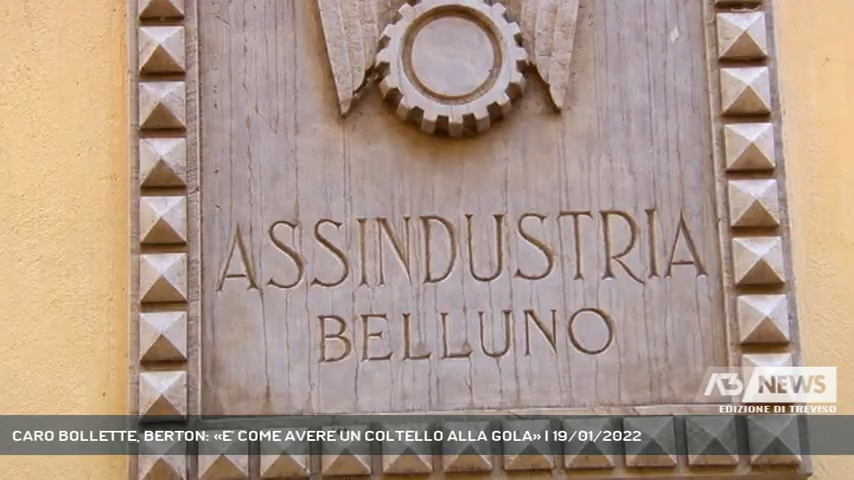 ASSINDUSTRIA
BELLUNO
A3 NEWS
EDIZIONE DI TREVISO
CARO BOLLETTE, BERTON: «E' COME AVERE UN COLTELLO ALLA GOLA» | 19/01/2022